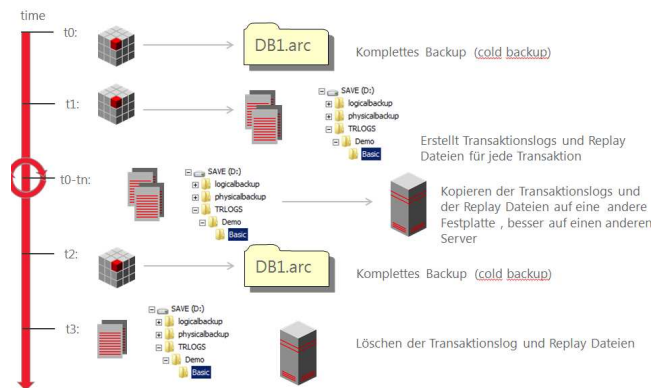 time
t0:
DB1.arc
Komplettes Backup (cold backup)
t1:
SAVE (D:)
logicalbackup
physicalbackup
TRLOGS
Demo
Basic
Erstellt Transaktionslogs und Replay
Dateien für jede Transaktion
t0-tn:
SAVE (D:)
logicalbackup
physicalbackup
TRLOGS
Demo
Basic
Kopieren der Transaktionslogs und
der Replay Dateien auf eine andere
Festplatte , besser auf einen anderen
Server
t2:
DB1.arc
Komplettes Backup (cold backup)
t3:
SAVE (D:)
logicalbackup
physicalbackup
TRLOGS
Demo
Basic
Löschen der Transaktionslog und Replay Dateien